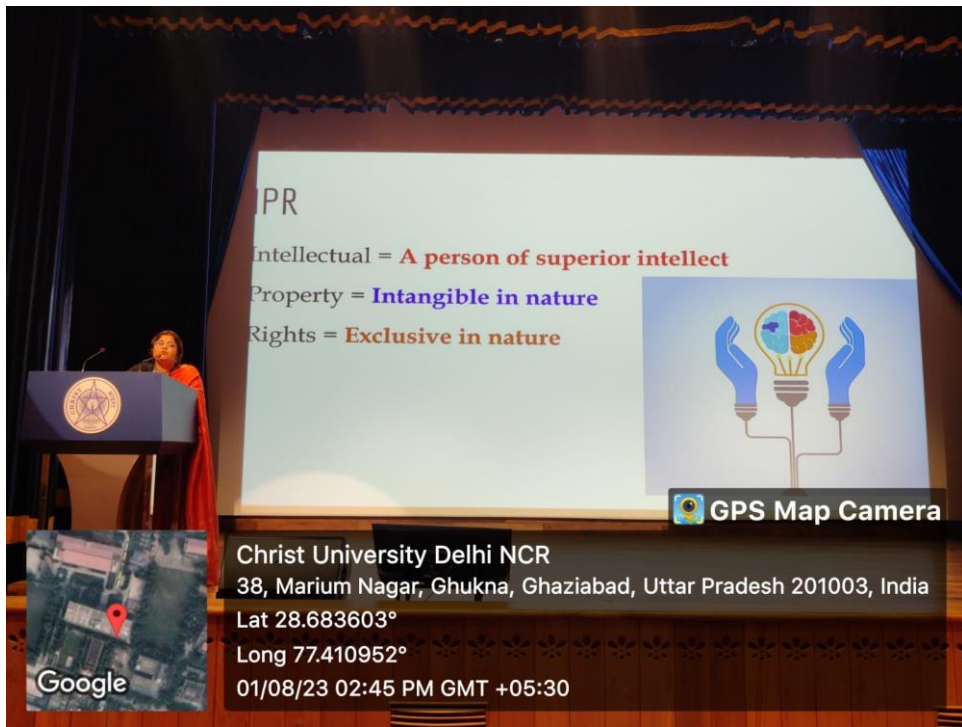 IPR
Intellectual = A person of superior intellect
Property = Intangible in nature
Rights = Exclusive in nature
CHRIST
GPS Map Camera
Christ University Delhi NCR
38, Marium Nagar, Ghukna, Ghaziabad, Uttar Pradesh 201003, India
Lat 28.683603°
Long 77.410952°
01/08/23 02:45 PM GMT +05:30
Google